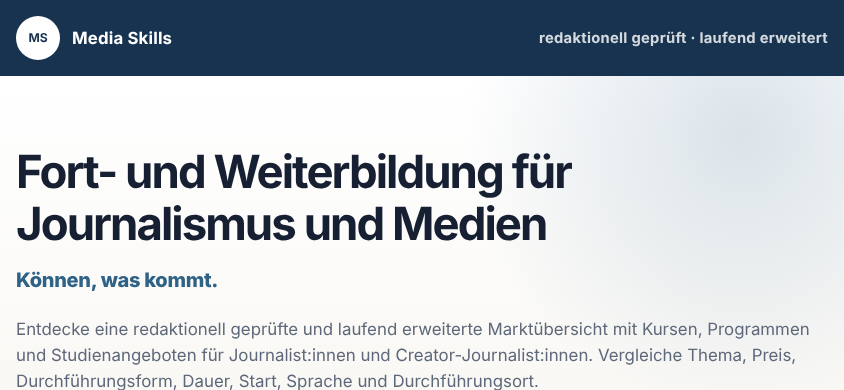 MS
Media Skills
redaktionell geprüft · laufend erweitert
Fort- und Weiterbildung für
Journalismus und Medien
Können, was kommt.
Entdecke eine redaktionell geprüfte und laufend erweiterte Marktübersicht mit Kursen, Programmen
und Studienangeboten für Journalist:innen und Creator-Journalist:innen. Vergleiche Thema, Preis,
Durchführungsform, Dauer, Start, Sprache und Durchführungsort.